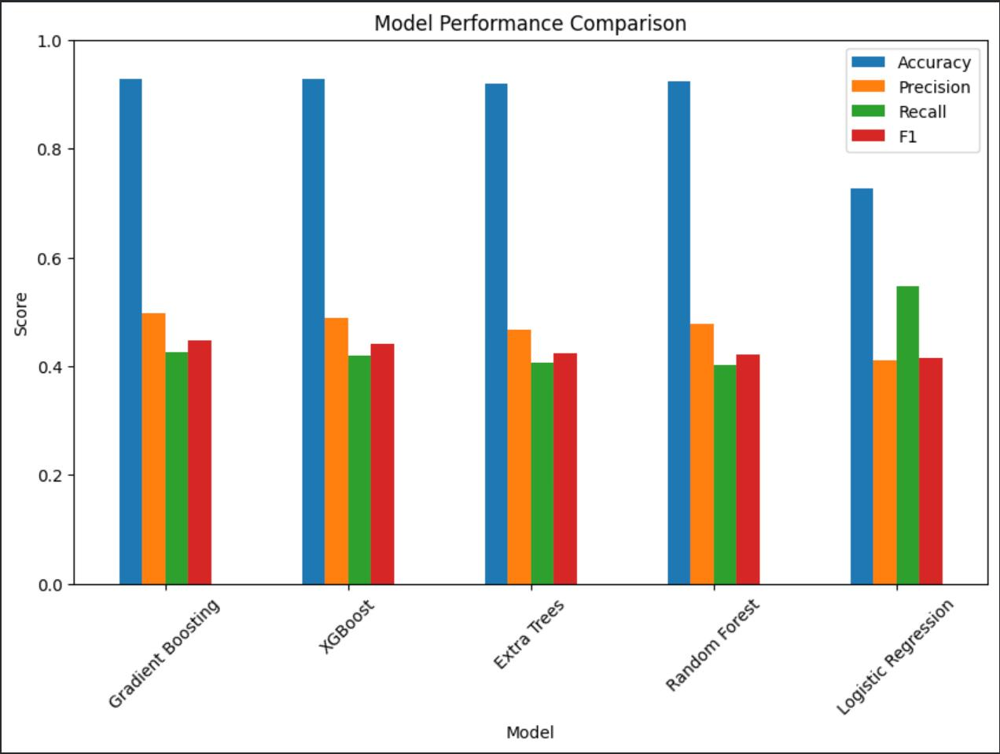 Model Performance Comparison
1.0
0.8
0.6
0.4
0.2
0.0
Score
Accuracy
Precision
Recall
F1
Gradient Boosting
XGBoost
Extra Trees
Random Forest
Logistic Regression
Model